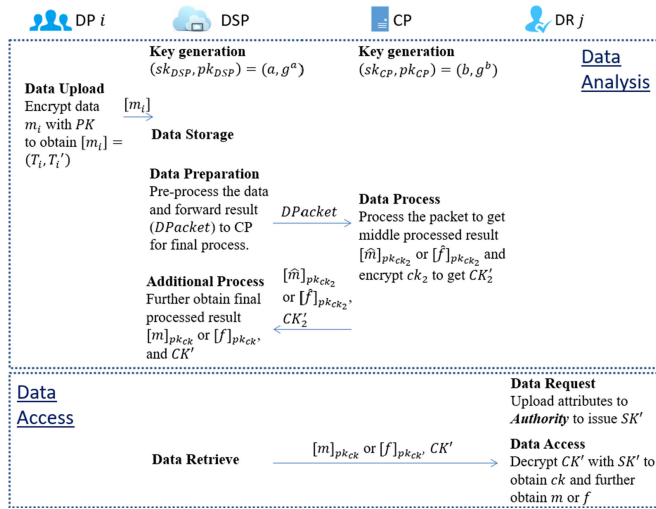 DP i
DSP
CP
DR j
Key generation
(sk_DSP, pk_DSP) = (a, g^a)
Key generation
(sk_CP, pk_CP) = (b, g^b)
Data
Analysis
Data Upload
Encrypt data
m_i with PK
to obtain [m_i] =
(T_i, T_i′)
[m_i]
Data Storage
Data Preparation
Pre-process the data
and forward result
(DPacket) to CP
for final process.
DPacket
Data Process
Process the packet to get
middle processed result
[m̂]_pk_ck₂ or [f̂]_pk_ck₂ and
encrypt ck₂ to get CK₂′
Additional Process
Further obtain final
processed result
[m]_pk_ck or [f]_pk_ck,
and CK′
[m̂]_pk_ck₂
or [f̂]_pk_ck₂,
CK₂′
Data
Access
Data Request
Upload attributes to
Authority to issue SK′
Data Retrieve
[m]_pk_ck or [f]_pk_ck, CK′
Data Access
Decrypt CK′ with SK′ to
obtain ck and further
obtain m or f